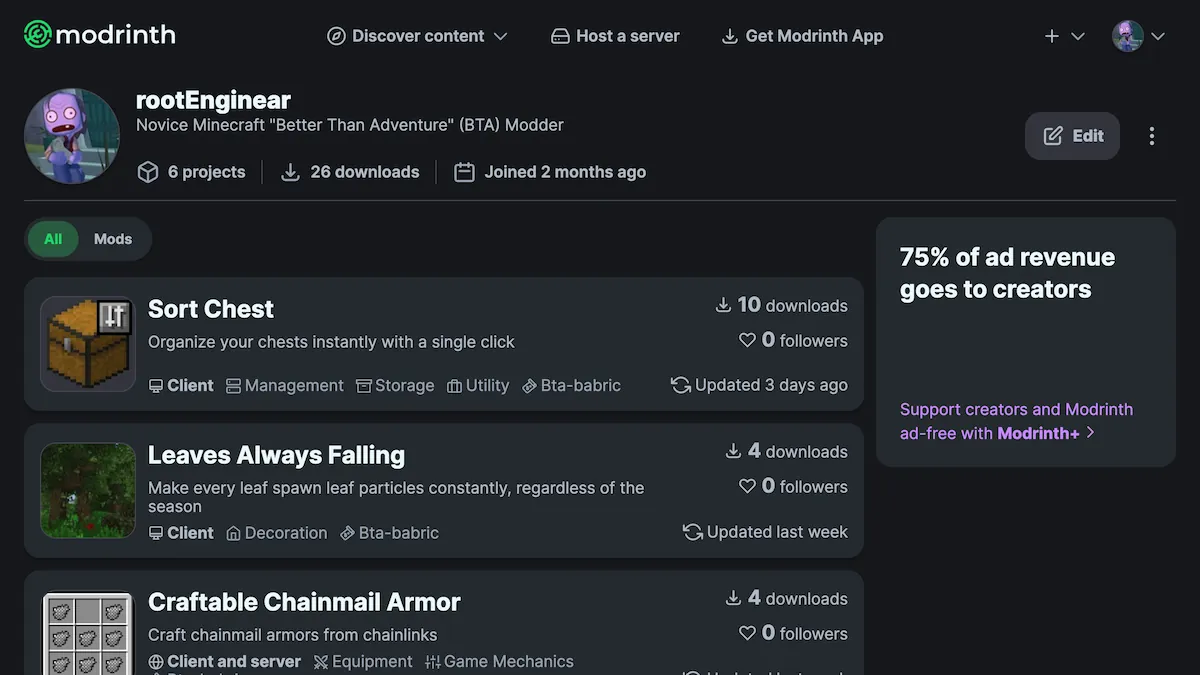 modrinth
Discover content
Host a server
Get Modrinth App
rootEnginear
Novice Minecraft "Better Than Adventure" (BTA) Modder
6 projects
26 downloads
Joined 2 months ago
Edit
All
Mods
Sort Chest
10 downloads
Organize your chests instantly with a single click
0 followers
Client Management Storage Utility Bta-babric
Updated 3 days ago
Leaves Always Falling
4 downloads
Make every leaf spawn leaf particles constantly, regardless of the
season
0 followers
Client Decoration Bta-babric
Updated last week
Craftable Chainmail Armor
4 downloads
Craft chainmail armors from chainlinks
0 followers
Client and server Equipment Game Mechanics
75% of ad revenue
goes to creators
Support creators and Modrinth
ad-free with Modrinth+